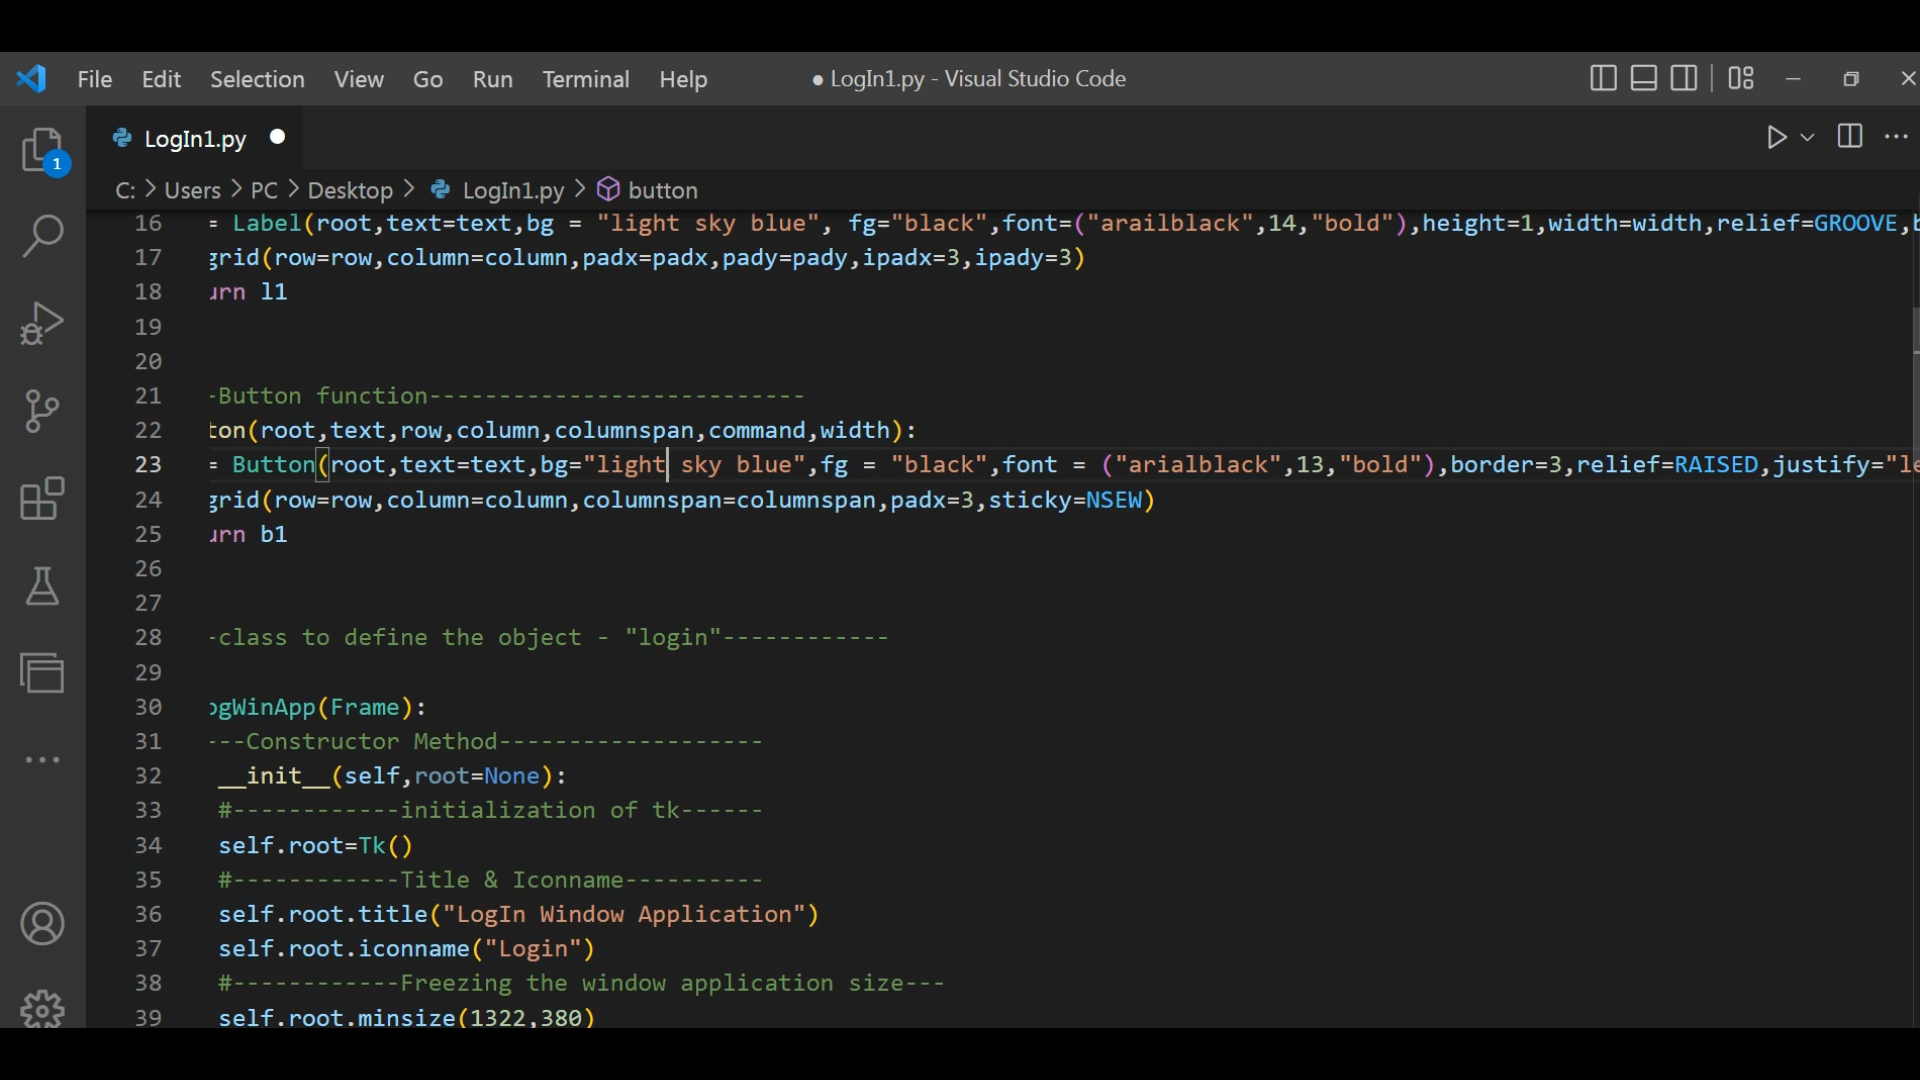 File Edit Selection View Go Run Terminal Help ● LogIn1.py - Visual Studio Code
LogIn1.py
1
C: > Users > PC > Desktop > LogIn1.py > button
16 = Label(root,text=text,bg = "light sky blue", fg="black",font=("arailblack",14,"bold"),height=1,width=width,relief=GROOVE,b
17 grid(row=row,column=column,padx=padx,pady=pady,ipadx=3,ipady=3)
18 urn l1
19
20
21 -Button function---------------------------
22 ton(root,text,row,column,columnspan,command,width):
23 = Button(root,text=text,bg="light sky blue",fg = "black",font = ("arialblack",13,"bold"),border=3,relief=RAISED,justify="le
24 grid(row=row,column=column,columnspan=columnspan,padx=3,sticky=NSEW)
25 urn b1
26
27
28 -class to define the object - "login"------------
29
30 ogWinApp(Frame):
31 ---Constructor Method-------------------
32 __init__(self,root=None):
33 #------------initialization of tk------
34 self.root=Tk()
35 #------------Title & Iconname----------
36 self.root.title("LogIn Window Application")
37 self.root.iconname("Login")
38 #------------Freezing the window application size---
39 self.root.minsize(1322,380)